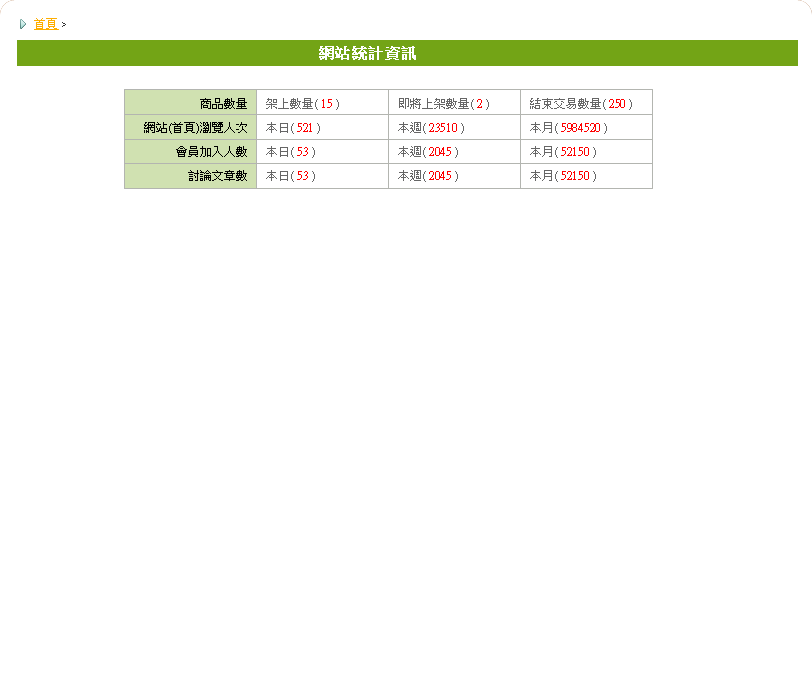 首頁 >
網站統計資訊
商品數量 架上數量( 15 ) 即將上架數量( 2 ) 結束交易數量( 250 )
網站(首頁)瀏覽人次 本日( 521 ) 本週( 23510 ) 本月( 5984520 )
會員加入人數 本日( 53 ) 本週( 2045 ) 本月( 52150 )
討論文章數 本日( 53 ) 本週( 2045 ) 本月( 52150 )